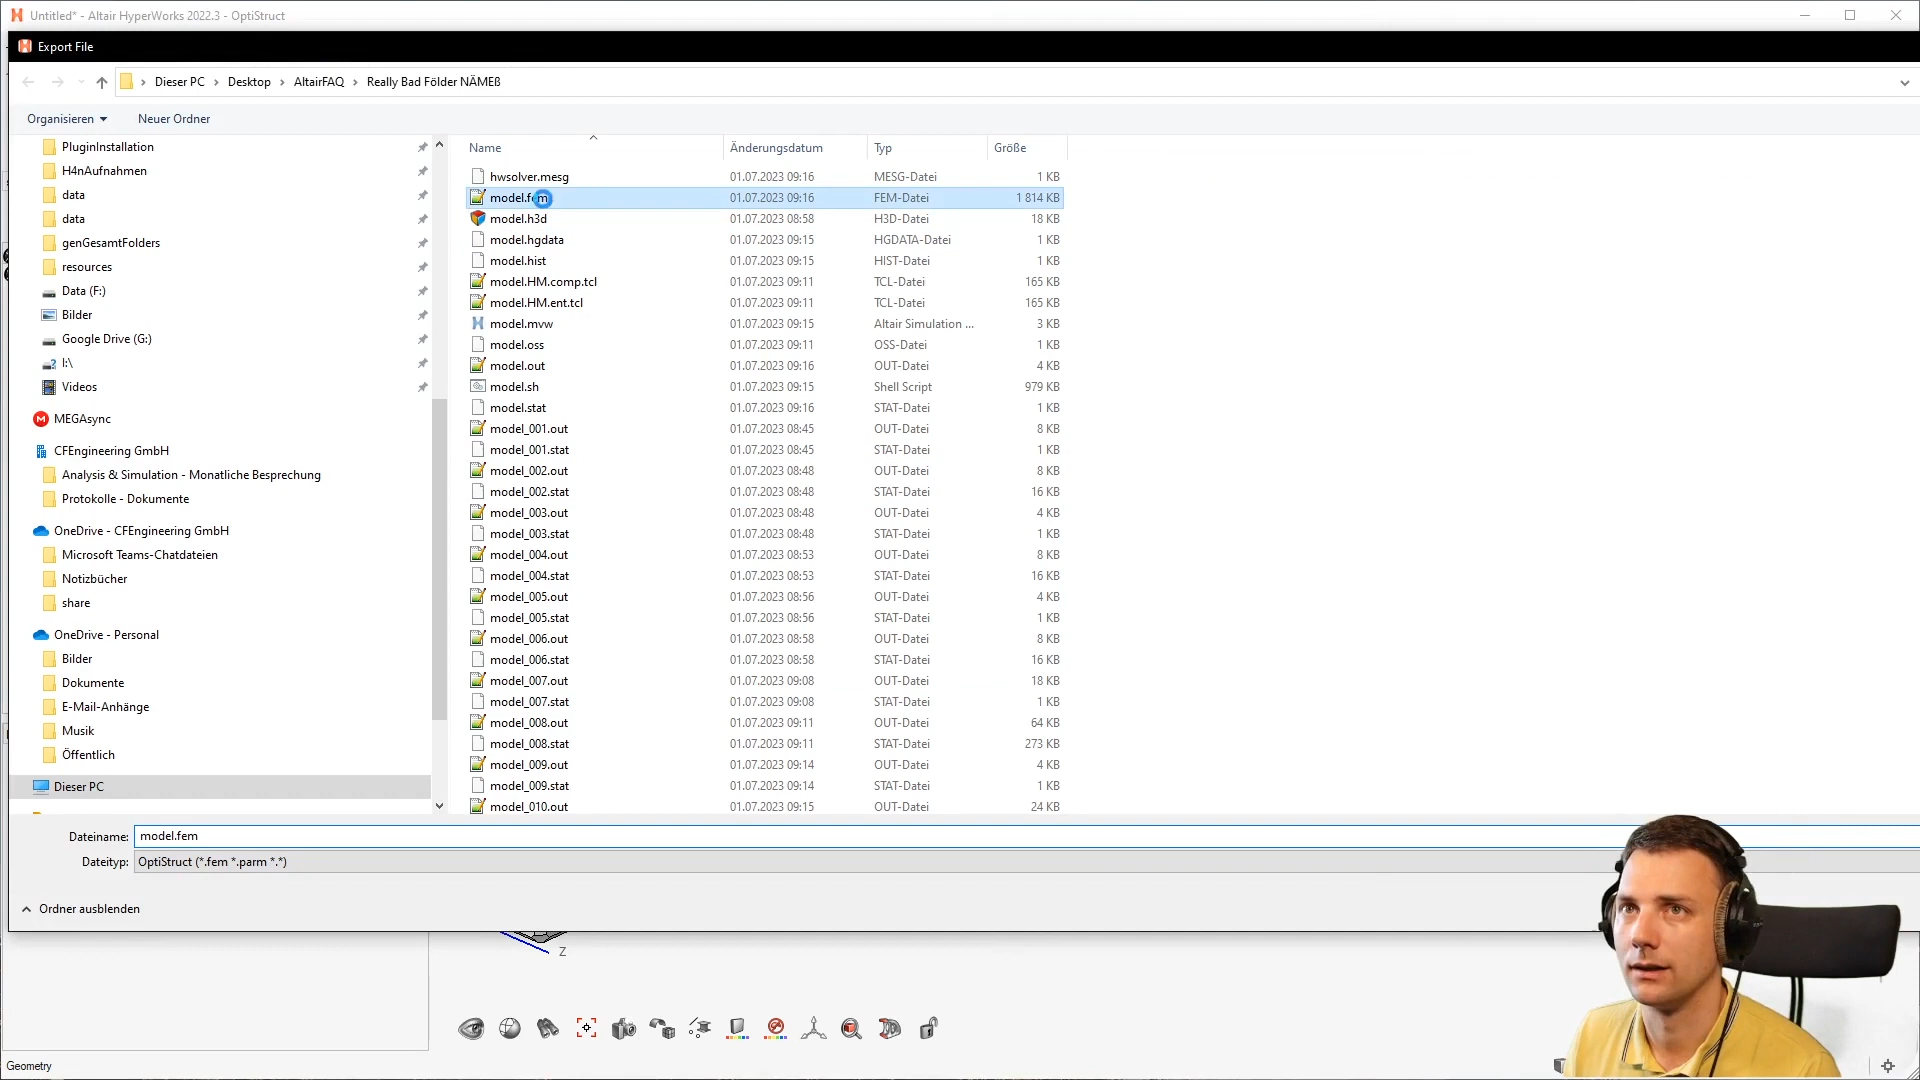 Untitled* - Altair HyperWorks 2022.3 - OptiStruct
Export File
Dieser PC > Desktop > AltairFAQ > Really Bad Földer NÄMEß
Organisieren Neuer Ordner
Name Änderungsdatum Typ Größe
PluginInstallation
H4nAufnahmen
data
data
genGesamtFolders
resources
Data (F:)
Bilder
Google Drive (G:)
I:\
Videos
MEGAsync
CFEngineering GmbH
Analysis & Simulation - Monatliche Besprechung
Protokolle - Dokumente
OneDrive - CFEngineering GmbH
Microsoft Teams-Chatdateien
Notizbücher
share
OneDrive - Personal
Bilder
Dokumente
E-Mail-Anhänge
Musik
Öffentlich
Dieser PC
hwsolver.mesg 01.07.2023 09:16 MESG-Datei 1 KB
model.fem 01.07.2023 09:16 FEM-Datei 1 814 KB
model.h3d 01.07.2023 08:58 H3D-Datei 18 KB
model.hgdata 01.07.2023 09:15 HGDATA-Datei 1 KB
model.hist 01.07.2023 09:15 HIST-Datei 1 KB
model.HM.comp.tcl 01.07.2023 09:11 TCL-Datei 165 KB
model.HM.ent.tcl 01.07.2023 09:11 TCL-Datei 165 KB
model.mvw 01.07.2023 09:15 Altair Simulation ... 3 KB
model.oss 01.07.2023 09:11 OSS-Datei 1 KB
model.out 01.07.2023 09:16 OUT-Datei 4 KB
model.sh 01.07.2023 09:15 Shell Script 979 KB
model.stat 01.07.2023 09:16 STAT-Datei 1 KB
model_001.out 01.07.2023 08:45 OUT-Datei 8 KB
model_001.stat 01.07.2023 08:45 STAT-Datei 1 KB
model_002.out 01.07.2023 08:48 OUT-Datei 8 KB
model_002.stat 01.07.2023 08:48 STAT-Datei 16 KB
model_003.out 01.07.2023 08:48 OUT-Datei 4 KB
model_003.stat 01.07.2023 08:48 STAT-Datei 1 KB
model_004.out 01.07.2023 08:53 OUT-Datei 8 KB
model_004.stat 01.07.2023 08:53 STAT-Datei 16 KB
model_005.out 01.07.2023 08:56 OUT-Datei 4 KB
model_005.stat 01.07.2023 08:56 STAT-Datei 1 KB
model_006.out 01.07.2023 08:58 OUT-Datei 8 KB
model_006.stat 01.07.2023 08:58 STAT-Datei 16 KB
model_007.out 01.07.2023 09:08 OUT-Datei 18 KB
model_007.stat 01.07.2023 09:08 STAT-Datei 1 KB
model_008.out 01.07.2023 09:11 OUT-Datei 64 KB
model_008.stat 01.07.2023 09:11 STAT-Datei 273 KB
model_009.out 01.07.2023 09:14 OUT-Datei 4 KB
model_009.stat 01.07.2023 09:14 STAT-Datei 1 KB
model_010.out 01.07.2023 09:15 OUT-Datei 24 KB
Dateiname: model.fem
Dateityp: OptiStruct (*.fem *.parm *.*)
Ordner ausblenden
Z
Geometry